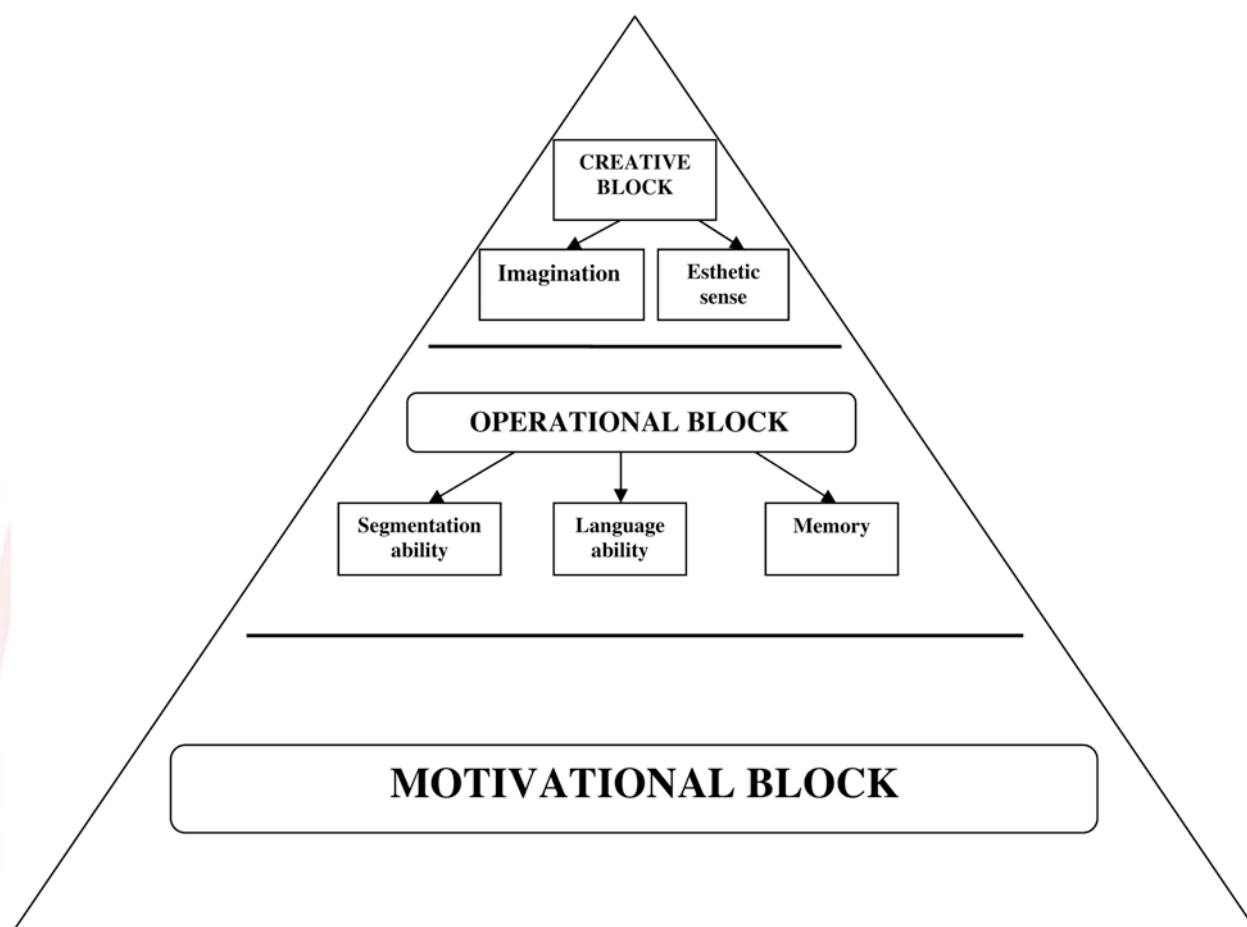 CREATIVE
BLOCK
Imagination
Esthetic
sense
OPERATIONAL BLOCK
Segmentation
ability
Language
ability
Memory
MOTIVATIONAL BLOCK